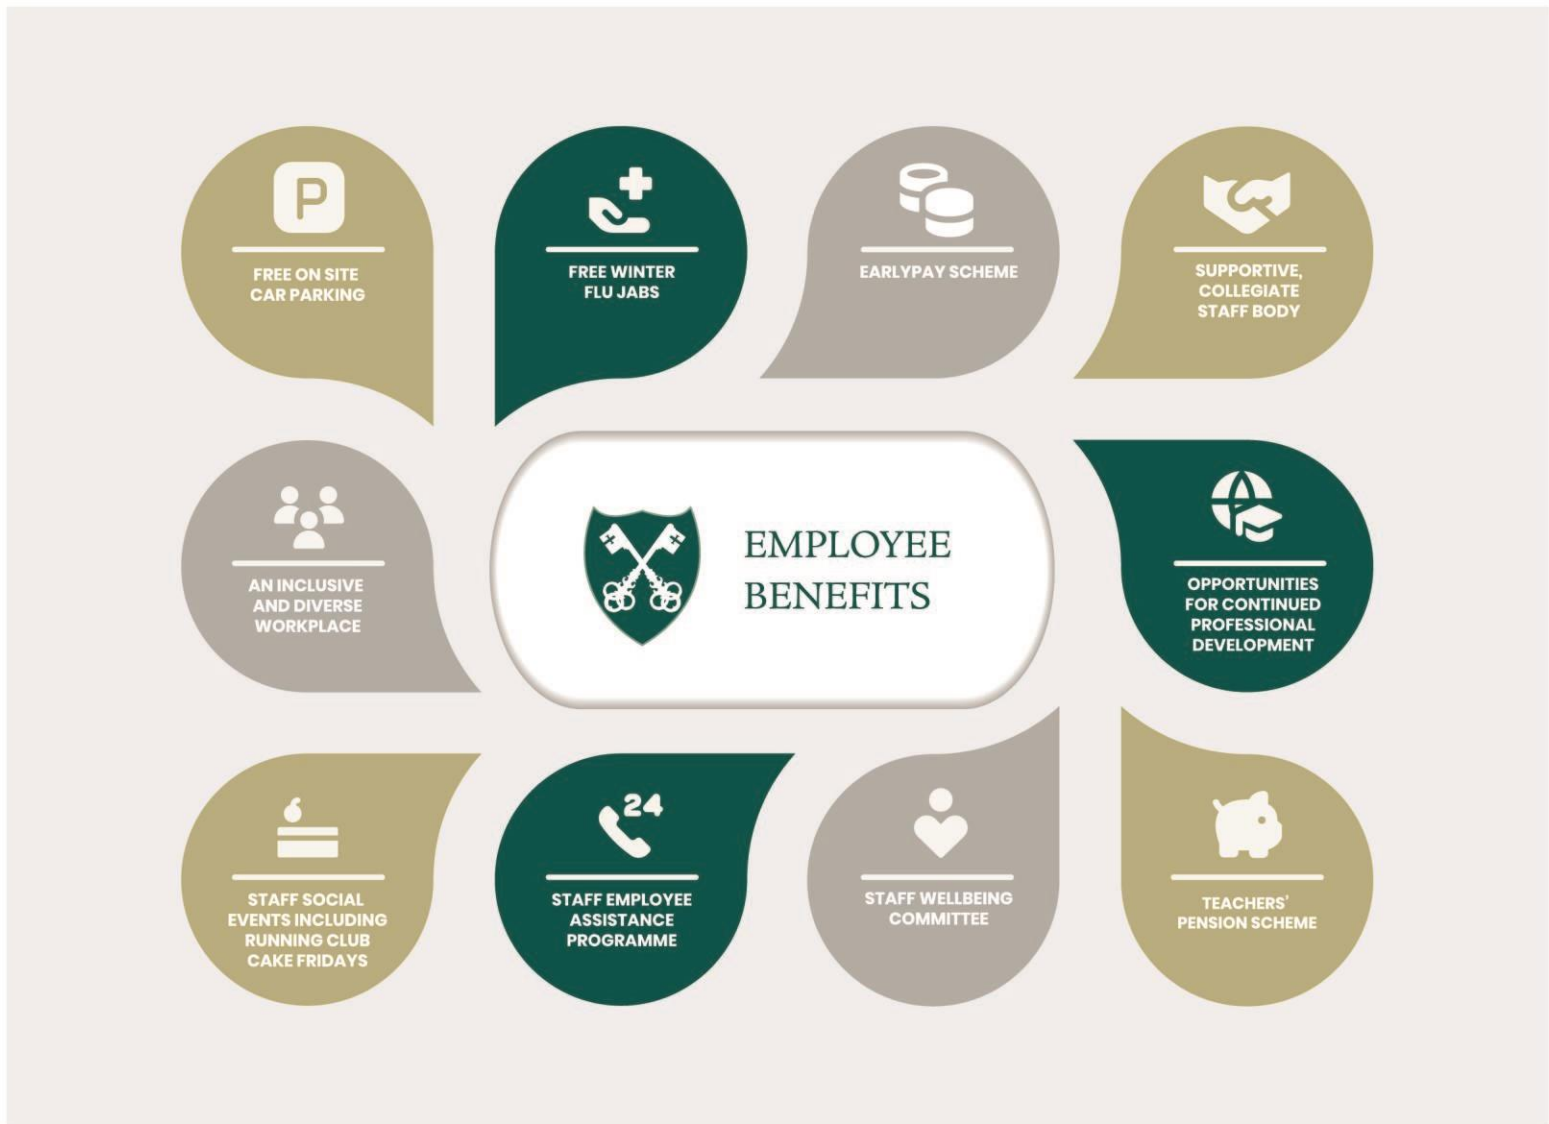 P
FREE ON SITE
CAR PARKING
FREE WINTER
FLU JABS
EARLYPAY SCHEME
SUPPORTIVE,
COLLEGIATE
STAFF BODY
AN INCLUSIVE
AND DIVERSE
WORKPLACE
EMPLOYEE
BENEFITS
OPPORTUNITIES
FOR CONTINUED
PROFESSIONAL
DEVELOPMENT
STAFF SOCIAL
EVENTS INCLUDING
RUNNING CLUB
CAKE FRIDAYS
24
STAFF EMPLOYEE
ASSISTANCE
PROGRAMME
STAFF WELLBEING
COMMITTEE
TEACHERS'
PENSION SCHEME